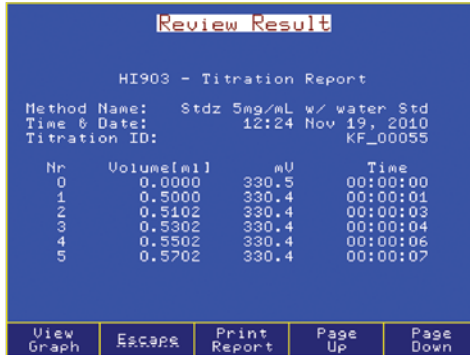 Review Result
HI903 - Titration Report
Method Name: Stdz 5mg/mL w/ water Std
Time & Date: 12:24 Nov 19, 2010
Titration ID: KF_00055
Nr Volume[ml] mV Time
0 0.0000 330.5 00:00:00
1 0.5000 330.4 00:00:01
2 0.5102 330.4 00:00:03
3 0.5302 330.4 00:00:04
4 0.5502 330.4 00:00:06
5 0.5702 330.4 00:00:07
View Graph Escape Print Report Page Up Page Down